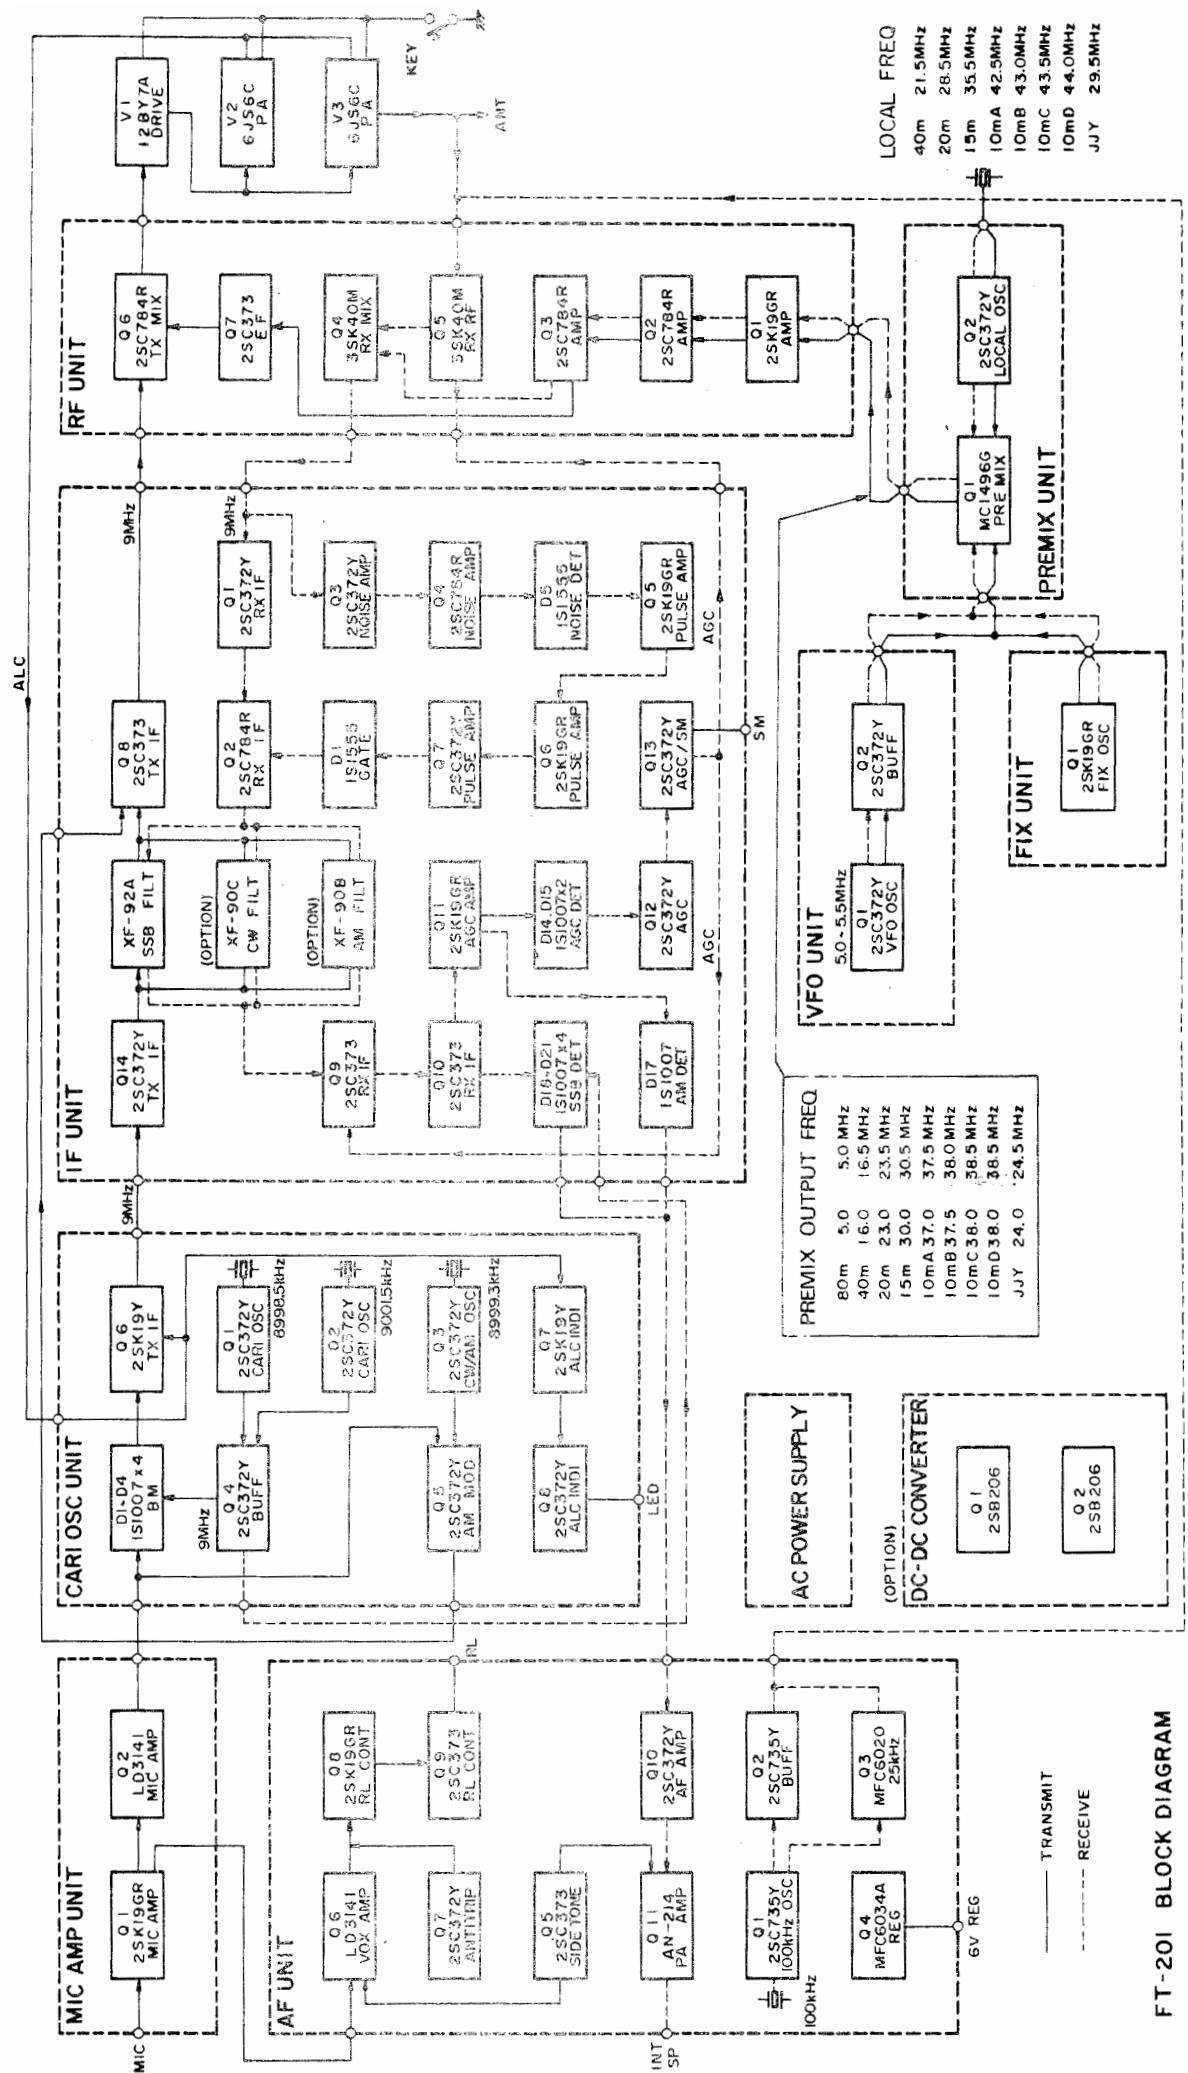 FT-201 BLOCK DIAGRAM
TRANSMIT
RECEIVE
MIC AMP UNIT
MIC
Q1
2SK19GR
MIC AMP
Q2
LD3141
MIC AMP
AF UNIT
Q6
LD3141
VOX AMP
Q8
2SK19GR
RL CONT
Q7
2SC372Y
ANTITRIP
Q9
2SC373
RL CONT
RL
Q5
2SC373
SIDETONE
Q11
AN-214
PA AMP
Q10
2SC372Y
AF AMP
INT
SP
Q1
2SC735Y
100kHz OSC
100kHz
Q2
2SC735Y
BUFF
Q4
MFC6034A
REG
Q3
MFC6020
25kHz
6V REG
CARI OSC UNIT
D1~D4
1S1007x4
BM
Q6
2SK19Y
TX IF
9MHz
9MHz
Q4
2SC372Y
BUFF
Q1
2SC372Y
CARI OSC
8998.5kHz
Q2
2SC372Y
CARI OSC
9001.5kHz
Q5
2SC372Y
AM MOD
Q3
2SC372Y
CW/AM OSC
8999.3kHz
Q8
2SC372Y
ALC INDI
Q7
2SK19Y
ALC INDI
LED
AC POWER SUPPLY
(OPTION)
DC-DC CONVERTER
Q1
2SB206
Q2
2SB206
IF UNIT
Q14
2SC372Y
TX IF
XF-92A
SSB FILT
Q8
2SC373
TX IF
9MHz
(OPTION)
XF-90C
CW FILT
Q2
2SC784R
RX IF
Q1
2SC372Y
RX IF
9MHz
Q9
2SC373
RX IF
(OPTION)
XF-90B
AM FILT
D1
1S1555
GATE
Q3
2SC372Y
NOISE AMP
Q10
2SC373
RX IF
Q11
2SK19GR
AGC AMP
Q7
2SC372Y
PULSE AMP
Q4
2SC784R
NOISE AMP
D18~D21
1S1007x4
SSB DET
D14.D15
1S1007x2
AGC DET
Q6
2SK19GR
PULSE AMP
D5
1S1555
NOISE DET
D17
1S1007
AM DET
Q12
2SC372Y
AGC
Q13
2SC372Y
AGC/SM
Q5
2SK19GR
PULSE AMP
AGC
AGC
SM
ALC
RF UNIT
Q6
2SC784R
TX MIX
Q7
2SC373
E F
Q4
3SK40M
RX MIX
Q5
3SK40M
RX RF
Q3
2SC784R
AMP
Q2
2SC784R
AMP
Q1
2SK19GR
AMP
V1
12BY7A
DRIVE
V2
6JS6C
PA
V3
6JS6C
PA
KEY
ANT
PREMIX OUTPUT FREQ
80m 5.0 5.0 MHz
40m 16.0 16.5 MHz
20m 23.0 23.5 MHz
15m 30.0 30.5 MHz
10mA 37.0 37.5 MHz
10mB 37.5 38.0 MHz
10mC 38.0 38.5 MHz
10mD 38.0 38.5 MHz
JJY 24.0 24.5 MHz
VFO UNIT
5.0~5.5MHz
Q1
2SC372Y
VFO OSC
Q2
2SC372Y
BUFF
FIX UNIT
Q1
2SK19GR
FIX OSC
PREMIX UNIT
Q1
MC1496G
PRE MIX
Q2
2SC372Y
LOCAL OSC
LOCAL FREQ
40m 21.5MHz
20m 28.5MHz
15m 35.5MHz
10mA 42.5MHz
10mB 43.0MHz
10mC 43.5MHz
10mD 44.0MHz
JJY 29.5MHz